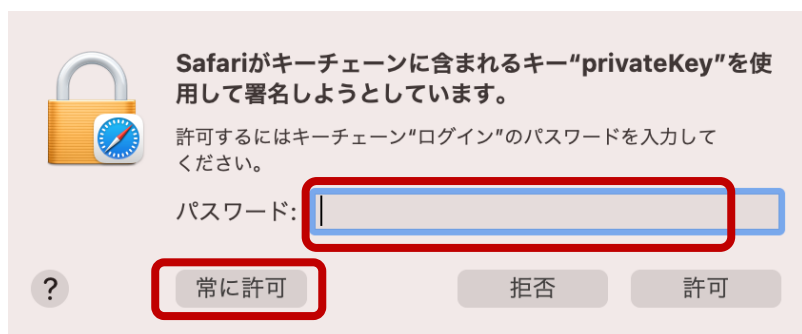 Safariがキーチェーンに含まれるキー“privateKey”を使
用して署名しようとしています。
許可するにはキーチェーン“ログイン”のパスワードを入力して
ください。
パスワード:
? 常に許可 拒否 許可